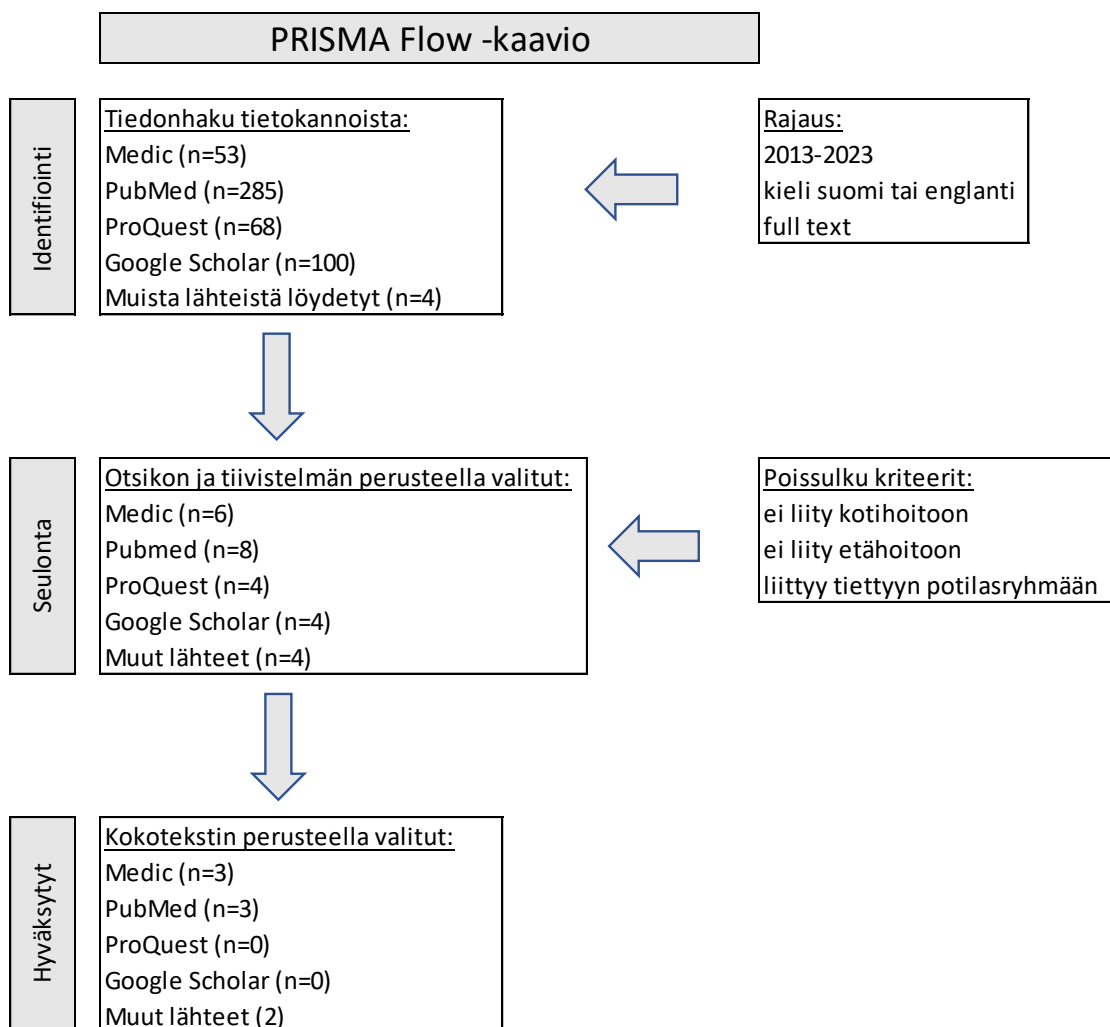 PRISMA Flow -kaavio
Identifiointi
Tiedonhaku tietokannoista:
Medic (n=53)
PubMed (n=285)
ProQuest (n=68)
Google Scholar (n=100)
Muista lähteistä löydetyt (n=4)
Rajaus:
2013-2023
kieli suomi tai englanti
full text
Seulonta
Otsikon ja tiivistelmän perusteella valitut:
Medic (n=6)
Pubmed (n=8)
ProQuest (n=4)
Google Scholar (n=4)
Muut lähteet (n=4)
Poissulku kriteerit:
ei liity kotihoitoon
ei liity etähoitoon
liittyy tiettyyn potilasryhmään
Hyväksytyt
Kokotekstin perusteella valitut:
Medic (n=3)
PubMed (n=3)
ProQuest (n=0)
Google Scholar (n=0)
Muut lähteet (2)